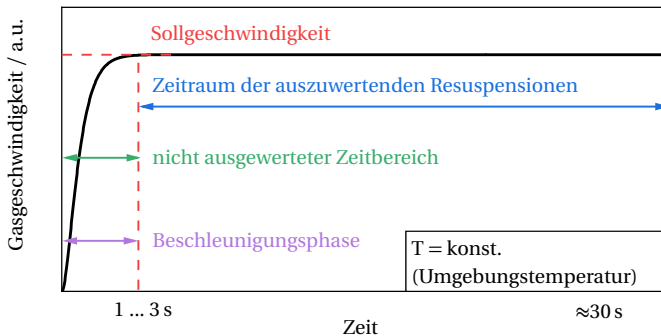 Sollgeschwindigkeit
Zeitraum der auszuwertenden Resuspensionen
nicht ausgewerteter Zeitbereich
Beschleunigungsphase
T = konst.
(Umgebungstemperatur)
Gasgeschwindigkeit / a.u.
1 ... 3 s
≈30 s
Zeit